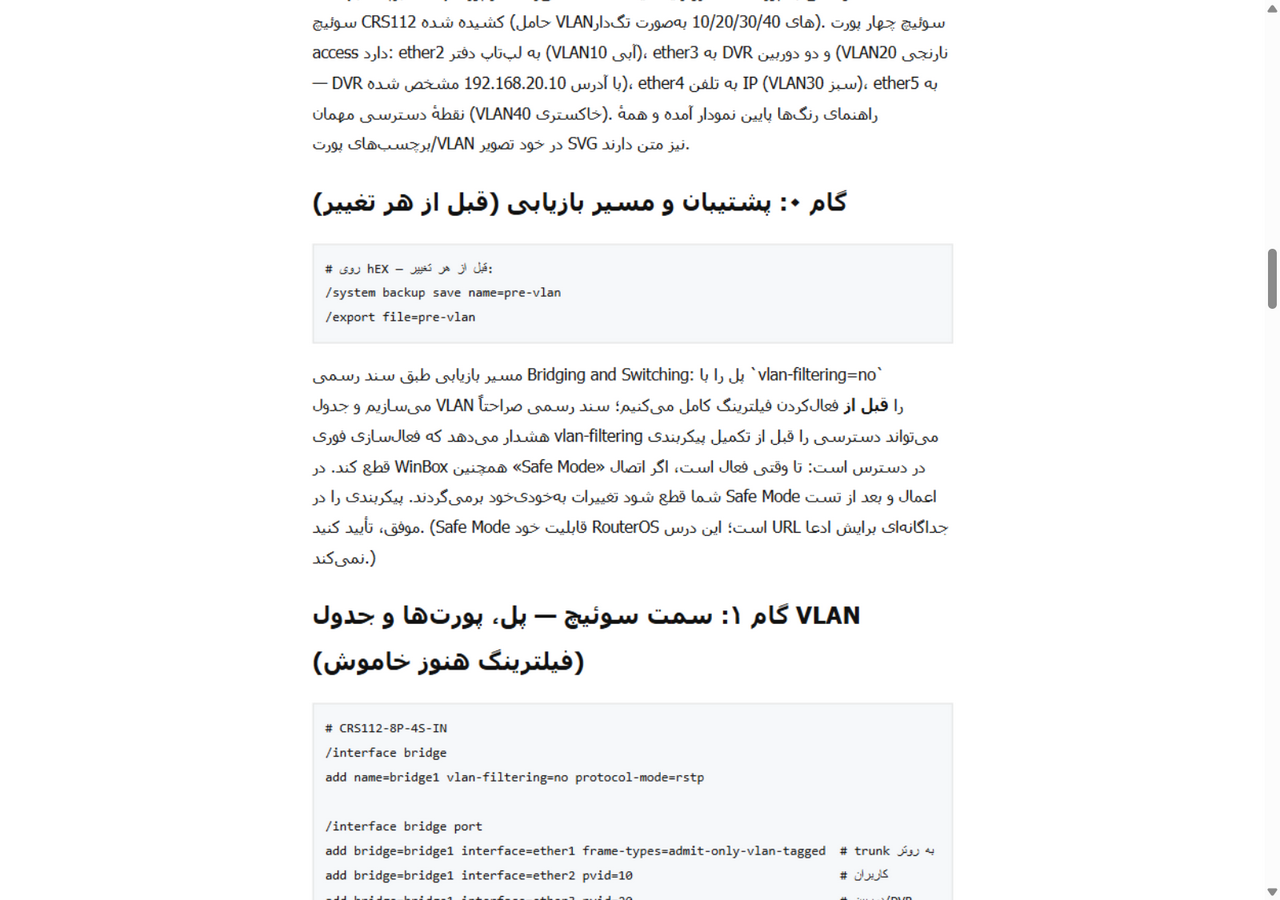 سوئیچ CRS112 کشیده شده (حامل VLANهای 10/20/30/40 به‌صورت تگ‌دار). سوئیچ چهار پورت
access دارد: ether2 به لپ‌تاپ دفتر (VLAN10 آبی)، ether3 به DVR و دو دوربین (VLAN20 نارنجی
— DVR با آدرس 192.168.20.10 مشخص شده)، ether4 به تلفن IP (VLAN30 سبز)، ether5 به
نقطهٔ دسترسی مهمان (VLAN40 خاکستری). راهنمای رنگ‌ها پایین نمودار آمده و همهٔ
برچسب‌های پورت/VLAN در خود تصویر SVG نیز متن دارند.
گام ۰: پشتیبان و مسیر بازیابی (قبل از هر تغییر)
# روی hEX — قبل از هر تغییر:
/system backup save name=pre-vlan
/export file=pre-vlan
مسیر بازیابی طبق سند رسمی Bridging and Switching: پل را با `vlan-filtering=no`
می‌سازیم و جدول VLAN را قبل از فعال‌کردن فیلترینگ کامل می‌کنیم؛ سند رسمی صراحتاً
هشدار می‌دهد که فعال‌سازی فوری vlan-filtering قبل از تکمیل پیکربندی می‌تواند دسترسی را
قطع کند. در WinBox همچنین «Safe Mode» در دسترس است: تا وقتی فعال است، اگر اتصال
شما قطع شود تغییرات به‌خودی‌خود برمی‌گردند. پیکربندی را در Safe Mode اعمال و بعد از تست
موفق، تأیید کنید. (Safe Mode قابلیت خود RouterOS است؛ این درس URL جداگانه‌ای برایش ادعا
نمی‌کند.)
گام ۱: سمت سوئیچ — پل، پورت‌ها و جدول VLAN
(فیلترینگ هنوز خاموش)
# CRS112-8P-4S-IN
/interface bridge
add name=bridge1 vlan-filtering=no protocol-mode=rstp
/interface bridge port
add bridge=bridge1 interface=ether1 frame-types=admit-only-vlan-tagged # trunk به روتر
add bridge=bridge1 interface=ether2 pvid=10 # کاربران